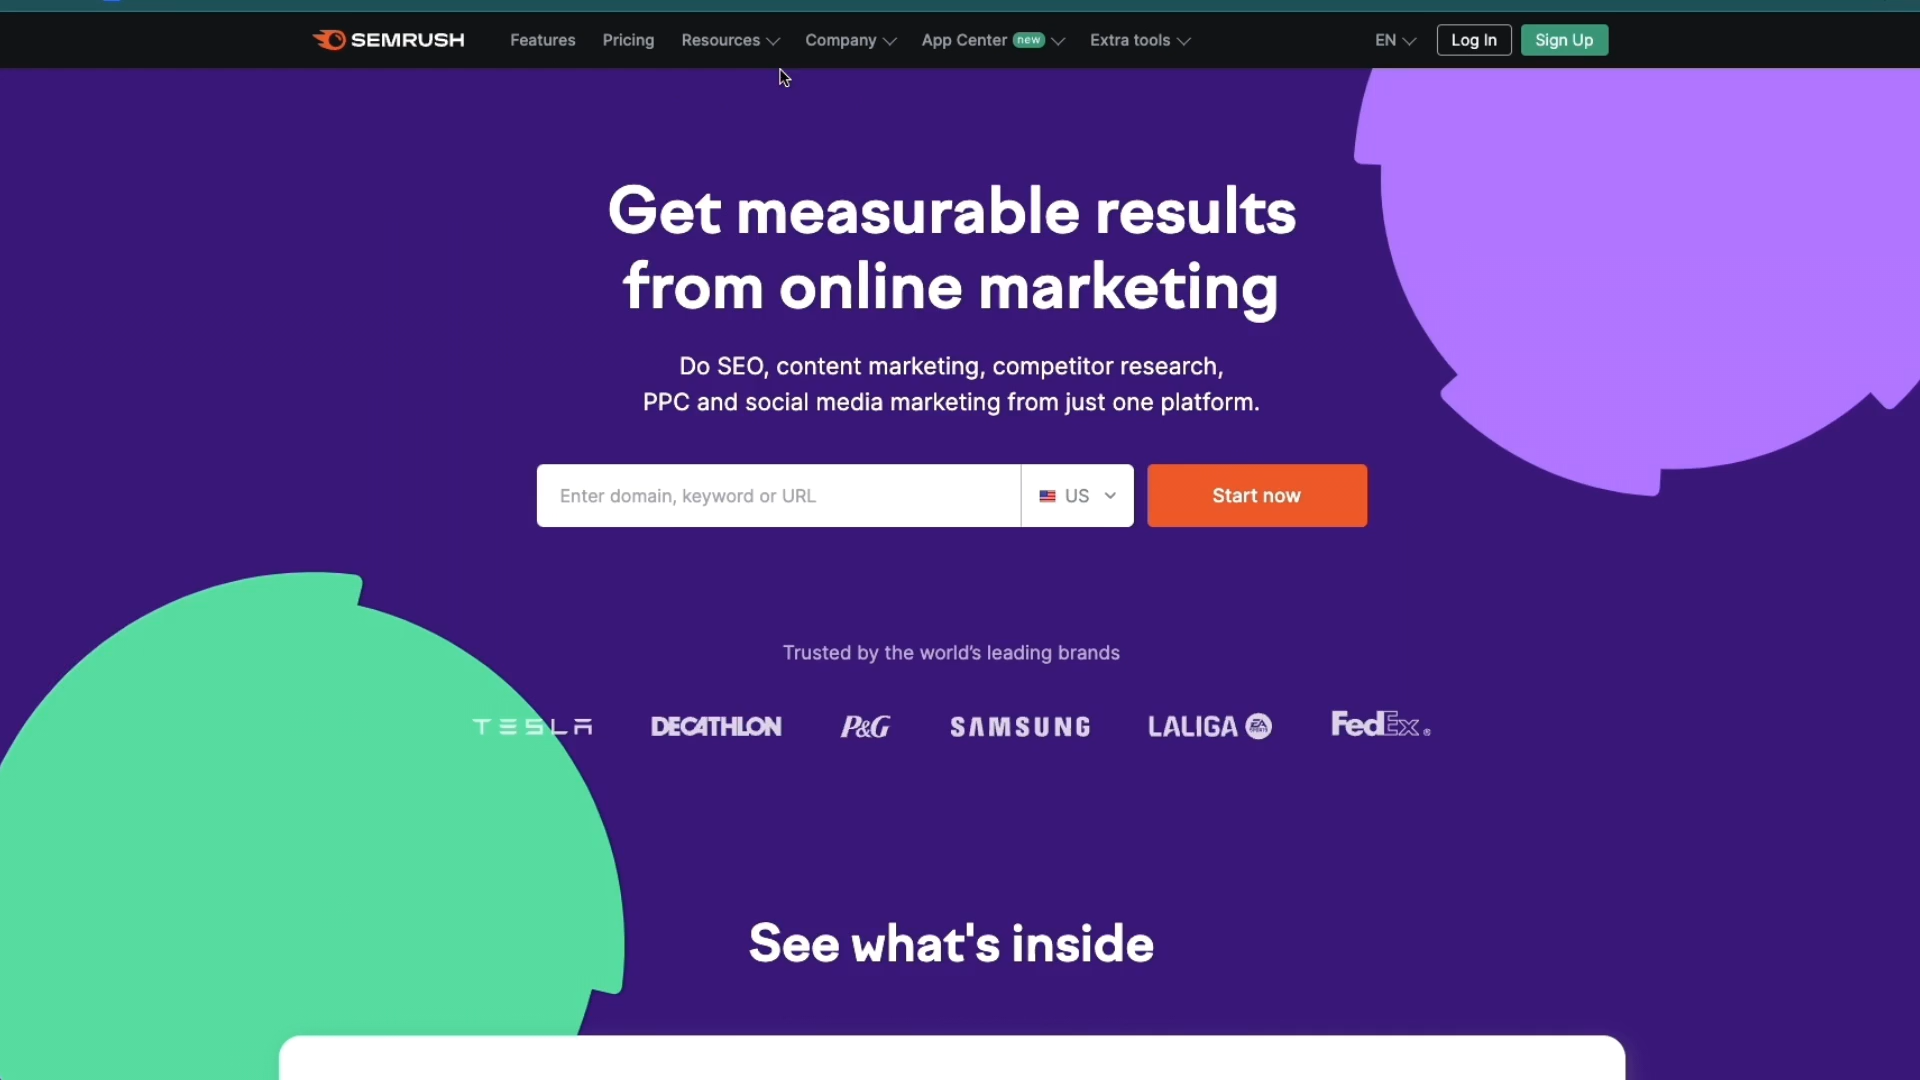 SEMRUSH Features Pricing Resources Company App Center new Extra tools EN Log In Sign Up
Get measurable results
from online marketing
Do SEO, content marketing, competitor research,
PPC and social media marketing from just one platform.
Enter domain, keyword or URL US Start now
Trusted by the world's leading brands
TESLA DECATHLON P&G SAMSUNG LALIGA EA SPORTS FedEx®
See what's inside